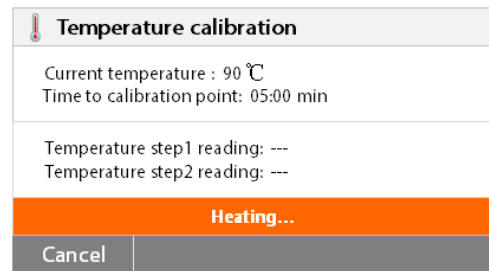 Temperature calibration
Current temperature : 90 ℃
Time to calibration point: 05:00 min
Temperature step1 reading: ---
Temperature step2 reading: ---
Heating...
Cancel